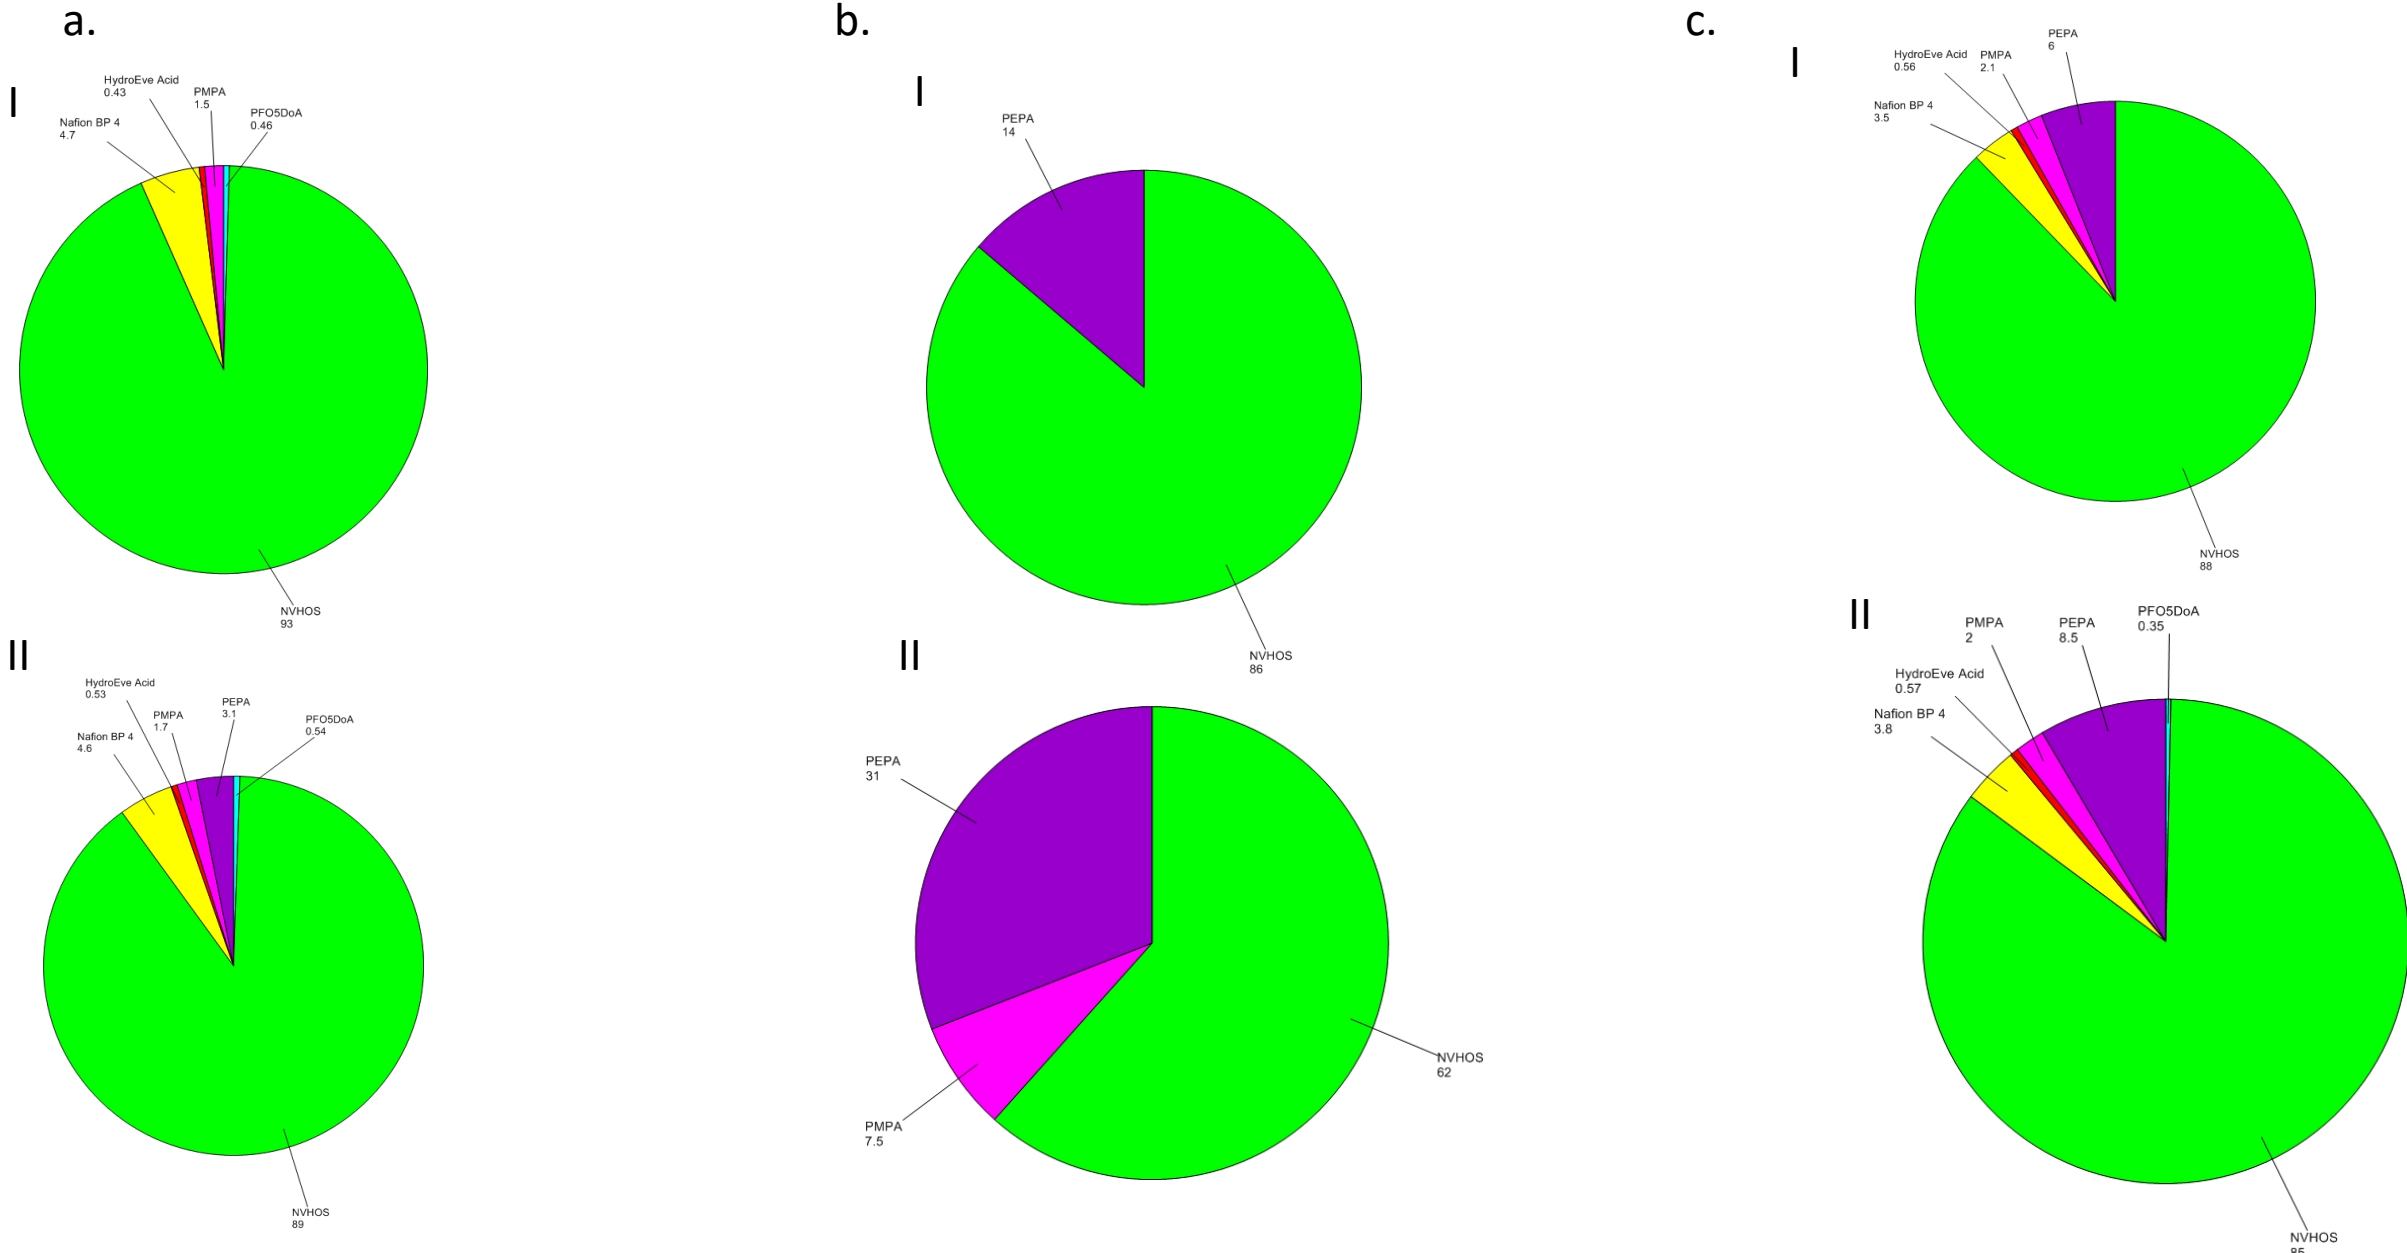 a.
I
HydroEve Acid
0.43
PMPA
1.5
PFO5DoA
0.46
Nafion BP 4
4.7
NVHOS
93
II
HydroEve Acid
0.53
PMPA
1.7
PEPA
3.1
PFO5DoA
0.54
Nafion BP 4
4.6
NVHOS
89
b.
I
PEPA
14
NVHOS
86
II
PEPA
31
NVHOS
62
PMPA
7.5
c.
I
PEPA
6
HydroEve Acid
0.56
PMPA
2.1
Nafion BP 4
3.5
NVHOS
88
II
PMPA
2
PEPA
8.5
PFO5DoA
0.35
HydroEve Acid
0.57
Nafion BP 4
3.8
NVHOS
85